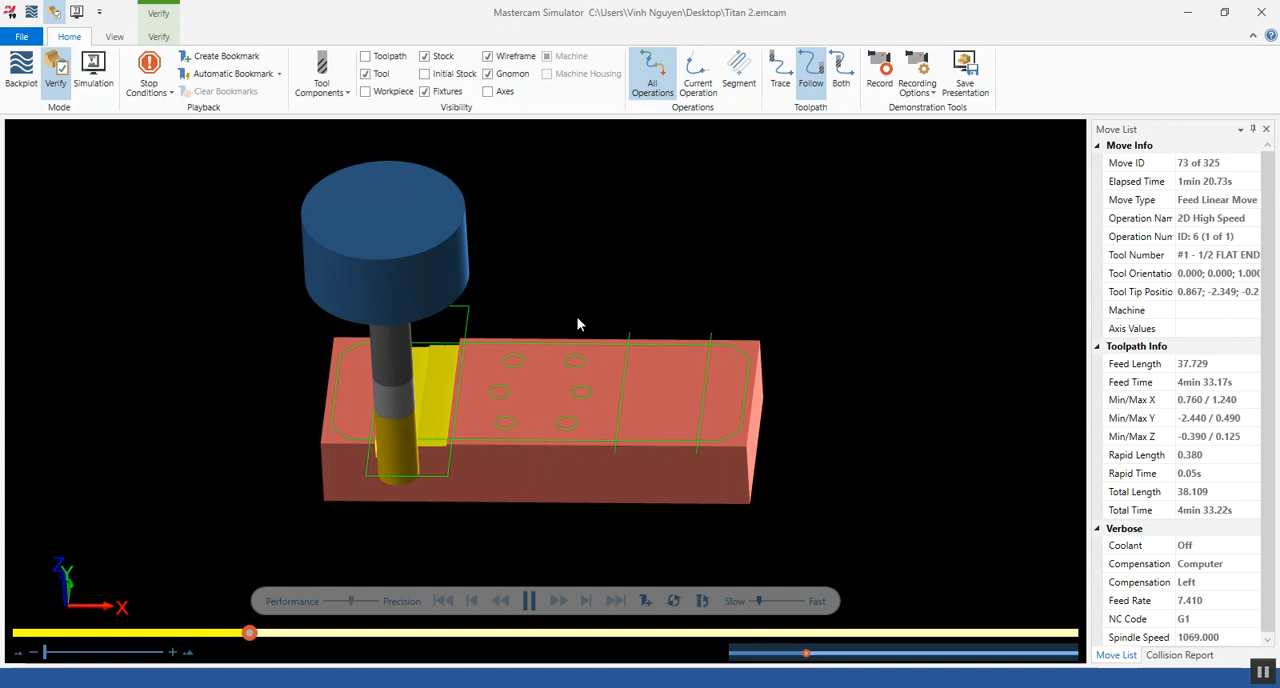 Verify
Mastercam Simulator C:\Users\Vinh Nguyen\Desktop\Titan 2.emcam
File
Home
View
Verify
Backplot
Verify
Simulation
Mode
Stop Conditions
Create Bookmark
Automatic Bookmark
Clear Bookmarks
Playback
Tool Components
Toolpath
Tool
Workpiece
Stock
Initial Stock
Fixtures
Wireframe
Gnomon
Axes
Machine
Machine Housing
Visibility
All Operations
Current Operation
Segment
Operations
Trace
Follow
Both
Toolpath
Record
Recording Options
Save Presentation
Demonstration Tools
Move List
Move Info
Move ID 73 of 325
Elapsed Time 1min 20.73s
Move Type Feed Linear Move
Operation Nam 2D High Speed
Operation Num ID: 6 (1 of 1)
Tool Number #1 - 1/2 FLAT END
Tool Orientatio 0.000; 0.000; 1.000
Tool Tip Positio 0.867; -2.349; -0.2
Machine
Axis Values
Toolpath Info
Feed Length 37.729
Feed Time 4min 33.17s
Min/Max X 0.760 / 1.240
Min/Max Y -2.440 / 0.490
Min/Max Z -0.390 / 0.125
Rapid Length 0.380
Rapid Time 0.05s
Total Length 38.109
Total Time 4min 33.22s
Verbose
Coolant Off
Compensation Computer
Compensation Left
Feed Rate 7.410
NC Code G1
Spindle Speed 1069.000
Move List
Collision Report
Z
Y
X
Performance
Precision
Slow
Fast